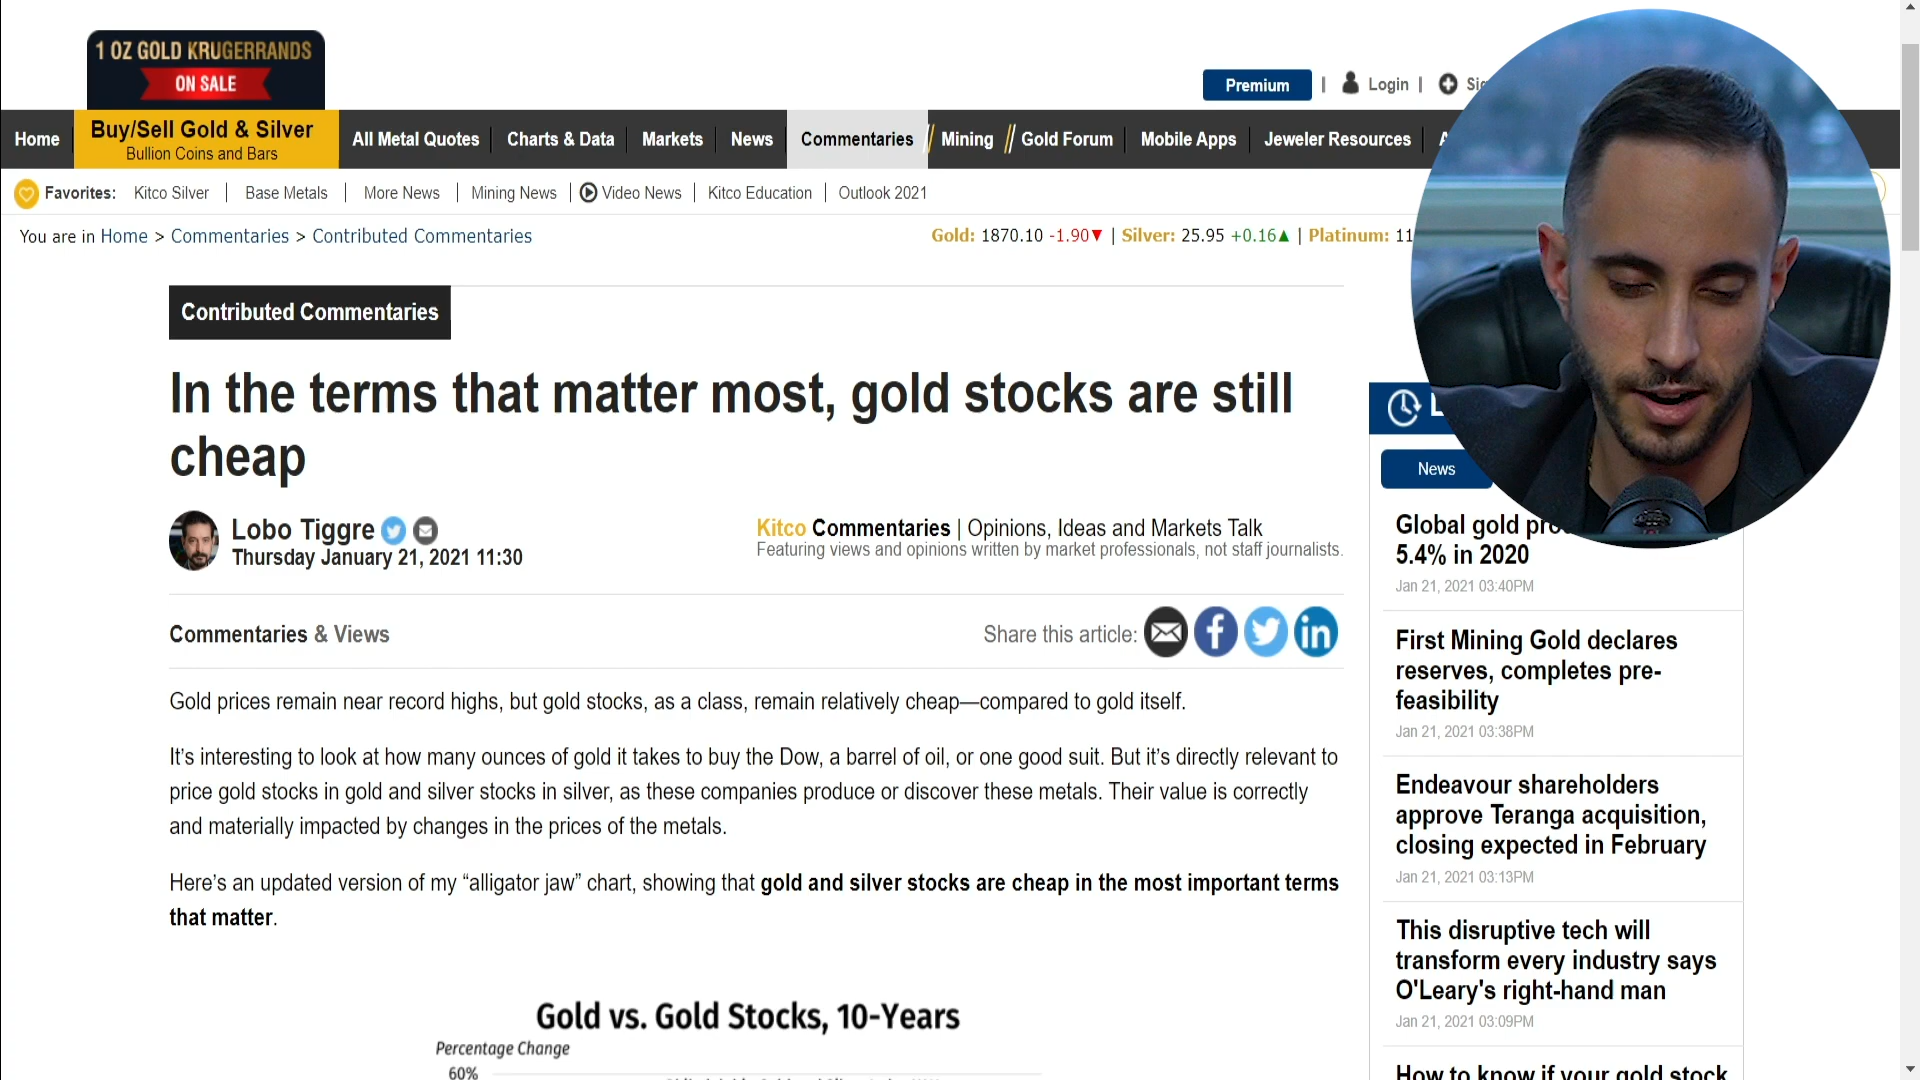 1 OZ GOLD KRUGERRANDS
ON SALE
Premium | Login |
Home
Buy/Sell Gold & Silver
Bullion Coins and Bars
All Metal Quotes
Charts & Data
Markets
News
Commentaries
Mining
Gold Forum
Mobile Apps
Jeweler Resources
Favorites: Kitco Silver | Base Metals | More News | Mining News | Video News | Kitco Education | Outlook 2021
You are in Home > Commentaries > Contributed Commentaries
Gold: 1870.10 -1.90▼ | Silver: 25.95 +0.16▲ | Platinum: 11
Contributed Commentaries
In the terms that matter most, gold stocks are still
cheap
Lobo Tiggre
Thursday January 21, 2021 11:30
Kitco Commentaries | Opinions, Ideas and Markets Talk
Featuring views and opinions written by market professionals, not staff journalists.
Commentaries & Views
Share this article:
Gold prices remain near record highs, but gold stocks, as a class, remain relatively cheap—compared to gold itself.
It’s interesting to look at how many ounces of gold it takes to buy the Dow, a barrel of oil, or one good suit. But it’s directly relevant to
price gold stocks in gold and silver stocks in silver, as these companies produce or discover these metals. Their value is correctly
and materially impacted by changes in the prices of the metals.
Here’s an updated version of my “alligator jaw” chart, showing that gold and silver stocks are cheap in the most important terms
that matter.
Gold vs. Gold Stocks, 10-Years
Percentage Change
60%
News
Global gold
5.4% in 2020
Jan 21, 2021 03:40PM
First Mining Gold declares
reserves, completes pre-
feasibility
Jan 21, 2021 03:38PM
Endeavour shareholders
approve Teranga acquisition,
closing expected in February
Jan 21, 2021 03:13PM
This disruptive tech will
transform every industry says
O'Leary's right-hand man
Jan 21, 2021 03:09PM
How to know if your gold stock